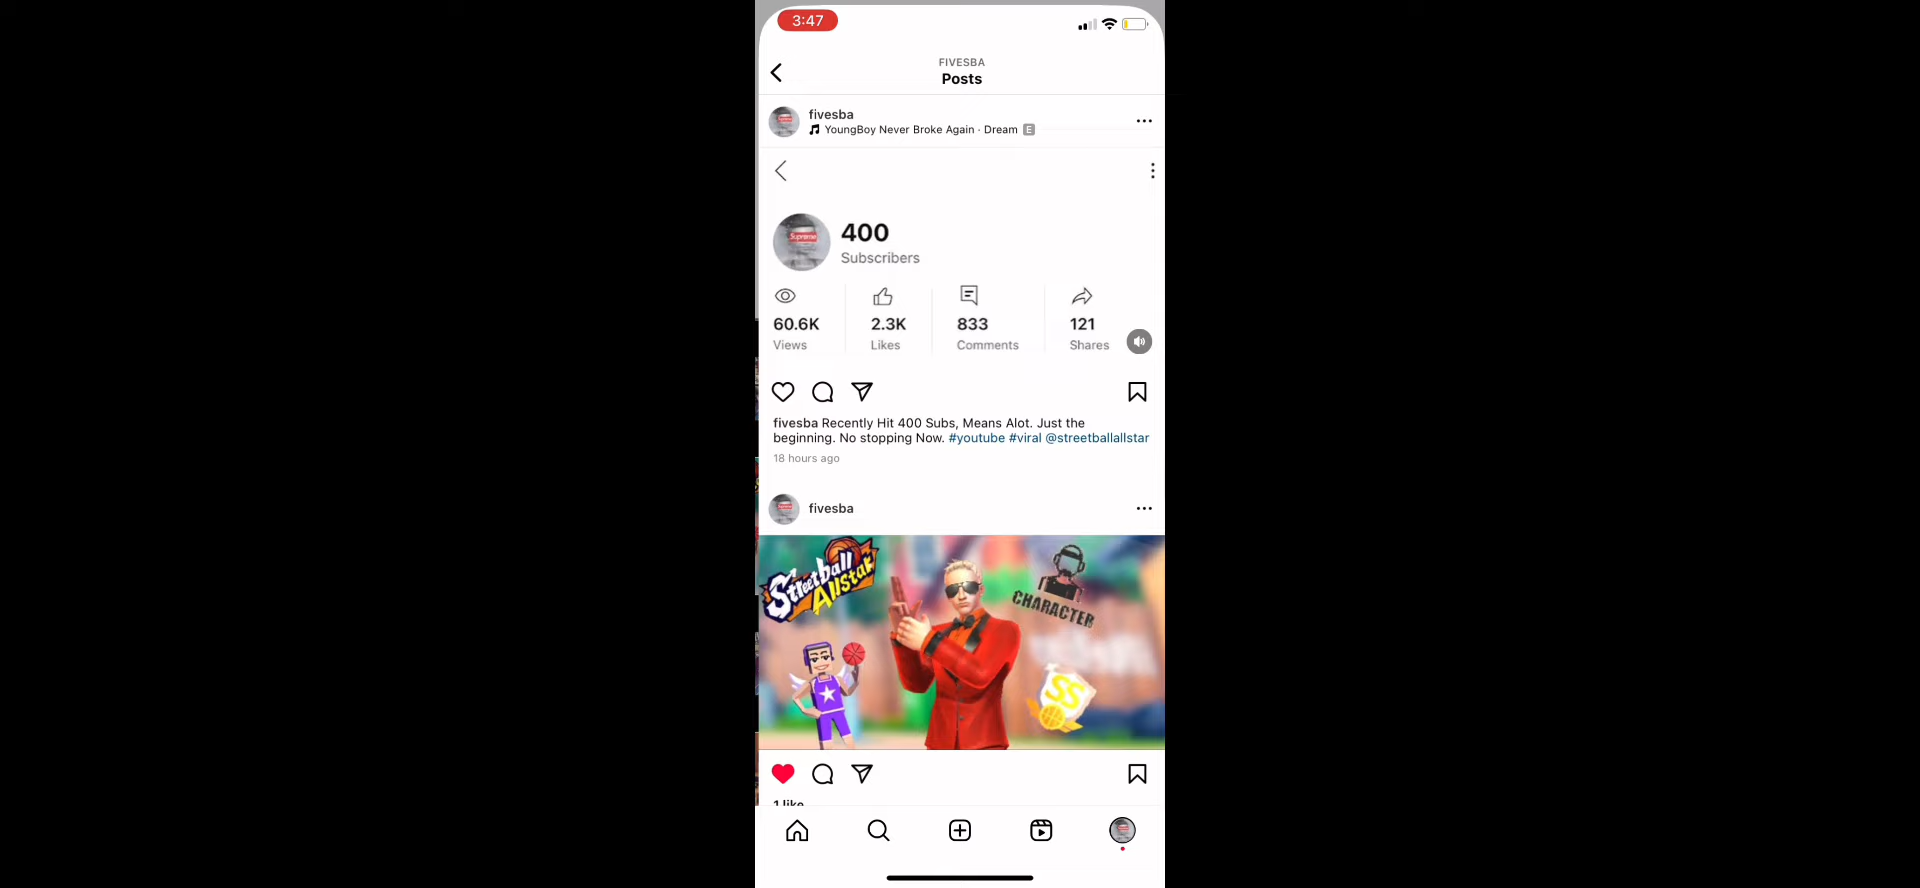 3:47
FIVESBA
Posts
fivesba
YoungBoy Never Broke Again · Dream E
Supreme
400
Subscribers
60.6K 2.3K 833 121
Views Likes Comments Shares
fivesba Recently Hit 400 Subs, Means Alot. Just the
beginning. No stopping Now. #youtube #viral @streetballallstar
18 hours ago
fivesba
Streetball
Allstar
CHARACTER
SS
1 like